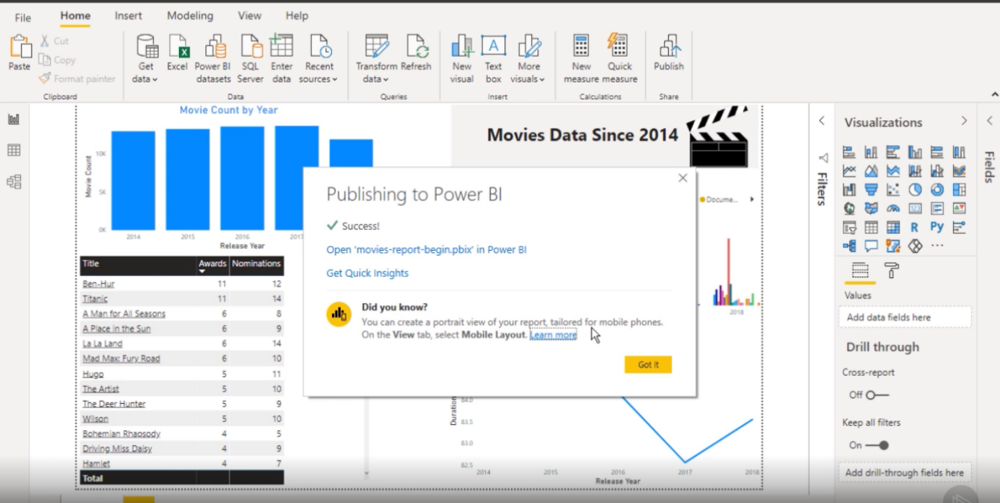 File Home Insert Modeling View Help
Cut
Copy
Format painter
Paste
Get data
Excel
Power BI datasets
SQL Server
Enter data
Recent sources
Transform data
Refresh
New visual
Text box
More visuals
New measure
Quick measure
Publish
Clipboard Data Queries Insert Calculations Share
Movie Count by Year
Movie Count
10K
5K
0K
2014 2015 2016 2017
Release Year
Movies Data Since 2014
Docume...
2018
Title Awards Nominations
Ben-Hur 11 12
Titanic 11 14
A Man for All Seasons 6 8
A Place in the Sun 6 9
La La Land 6 14
Mad Max: Fury Road 6 10
Hugo 5 11
The Artist 5 10
The Deer Hunter 5 9
Wilson 5 10
Bohemian Rhapsody 4 5
Driving Miss Daisy 4 9
Hamlet 4 7
Total
Publishing to Power BI
Success!
Open 'movies-report-begin.pbix' in Power BI
Get Quick Insights
Did you know?
You can create a portrait view of your report, tailored for mobile phones.
On the View tab, select Mobile Layout. Learn more
Got it
Duration
84.0
83.5
83.0
82.5
2014 2015 2016 2017 2018
Release Year
Filters
Visualizations
R Py
123
Values
Add data fields here
Drill through
Cross-report
Off
Keep all filters
On
Add drill-through fields here
Fields